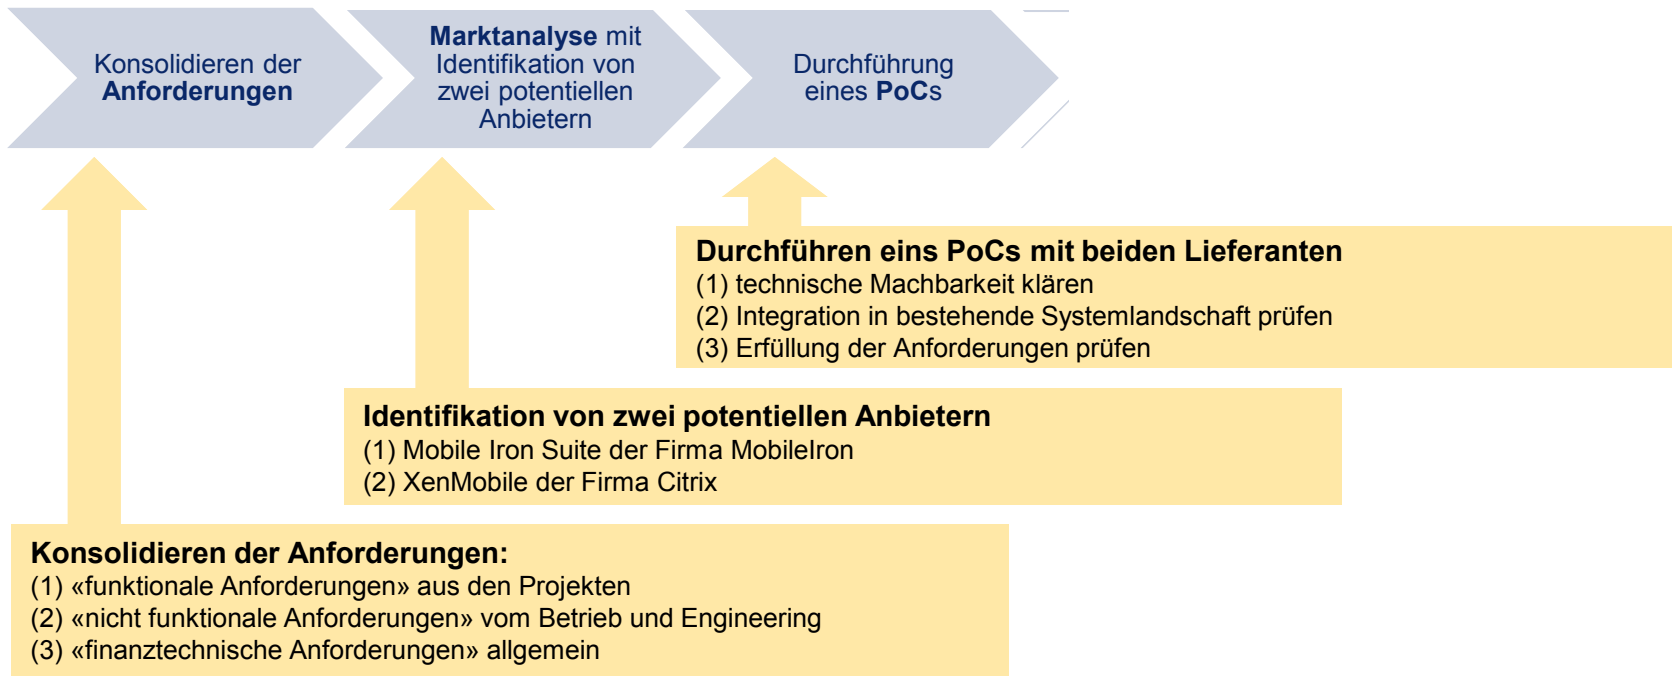 Konsolidieren der
Anforderungen
Marktanalyse mit
Identifikation von
zwei potentiellen
Anbietern
Durchführung
eines PoCs
Durchführen eins PoCs mit beiden Lieferanten
(1) technische Machbarkeit klären
(2) Integration in bestehende Systemlandschaft prüfen
(3) Erfüllung der Anforderungen prüfen
Identifikation von zwei potentiellen Anbietern
(1) Mobile Iron Suite der Firma MobileIron
(2) XenMobile der Firma Citrix
Konsolidieren der Anforderungen:
(1) «funktionale Anforderungen» aus den Projekten
(2) «nicht funktionale Anforderungen» vom Betrieb und Engineering
(3) «finanztechnische Anforderungen» allgemein